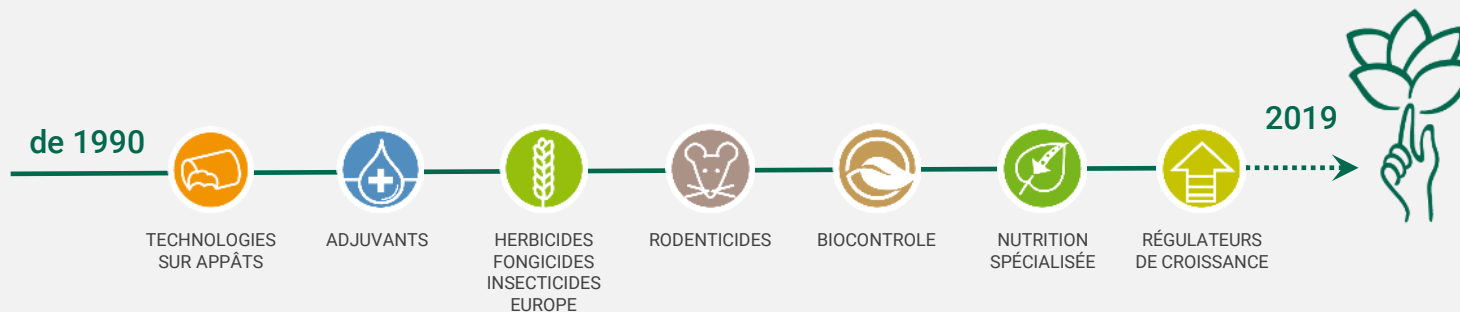 de 1990
2019
TECHNOLOGIES
SUR APPÂTS
ADJUVANTS
HERBICIDES
FONGICIDES
INSECTICIDES
EUROPE
RODENTICIDES
BIOCONTROLE
NUTRITION
SPÉCIALISÉE
RÉGULATEURS
DE CROISSANCE